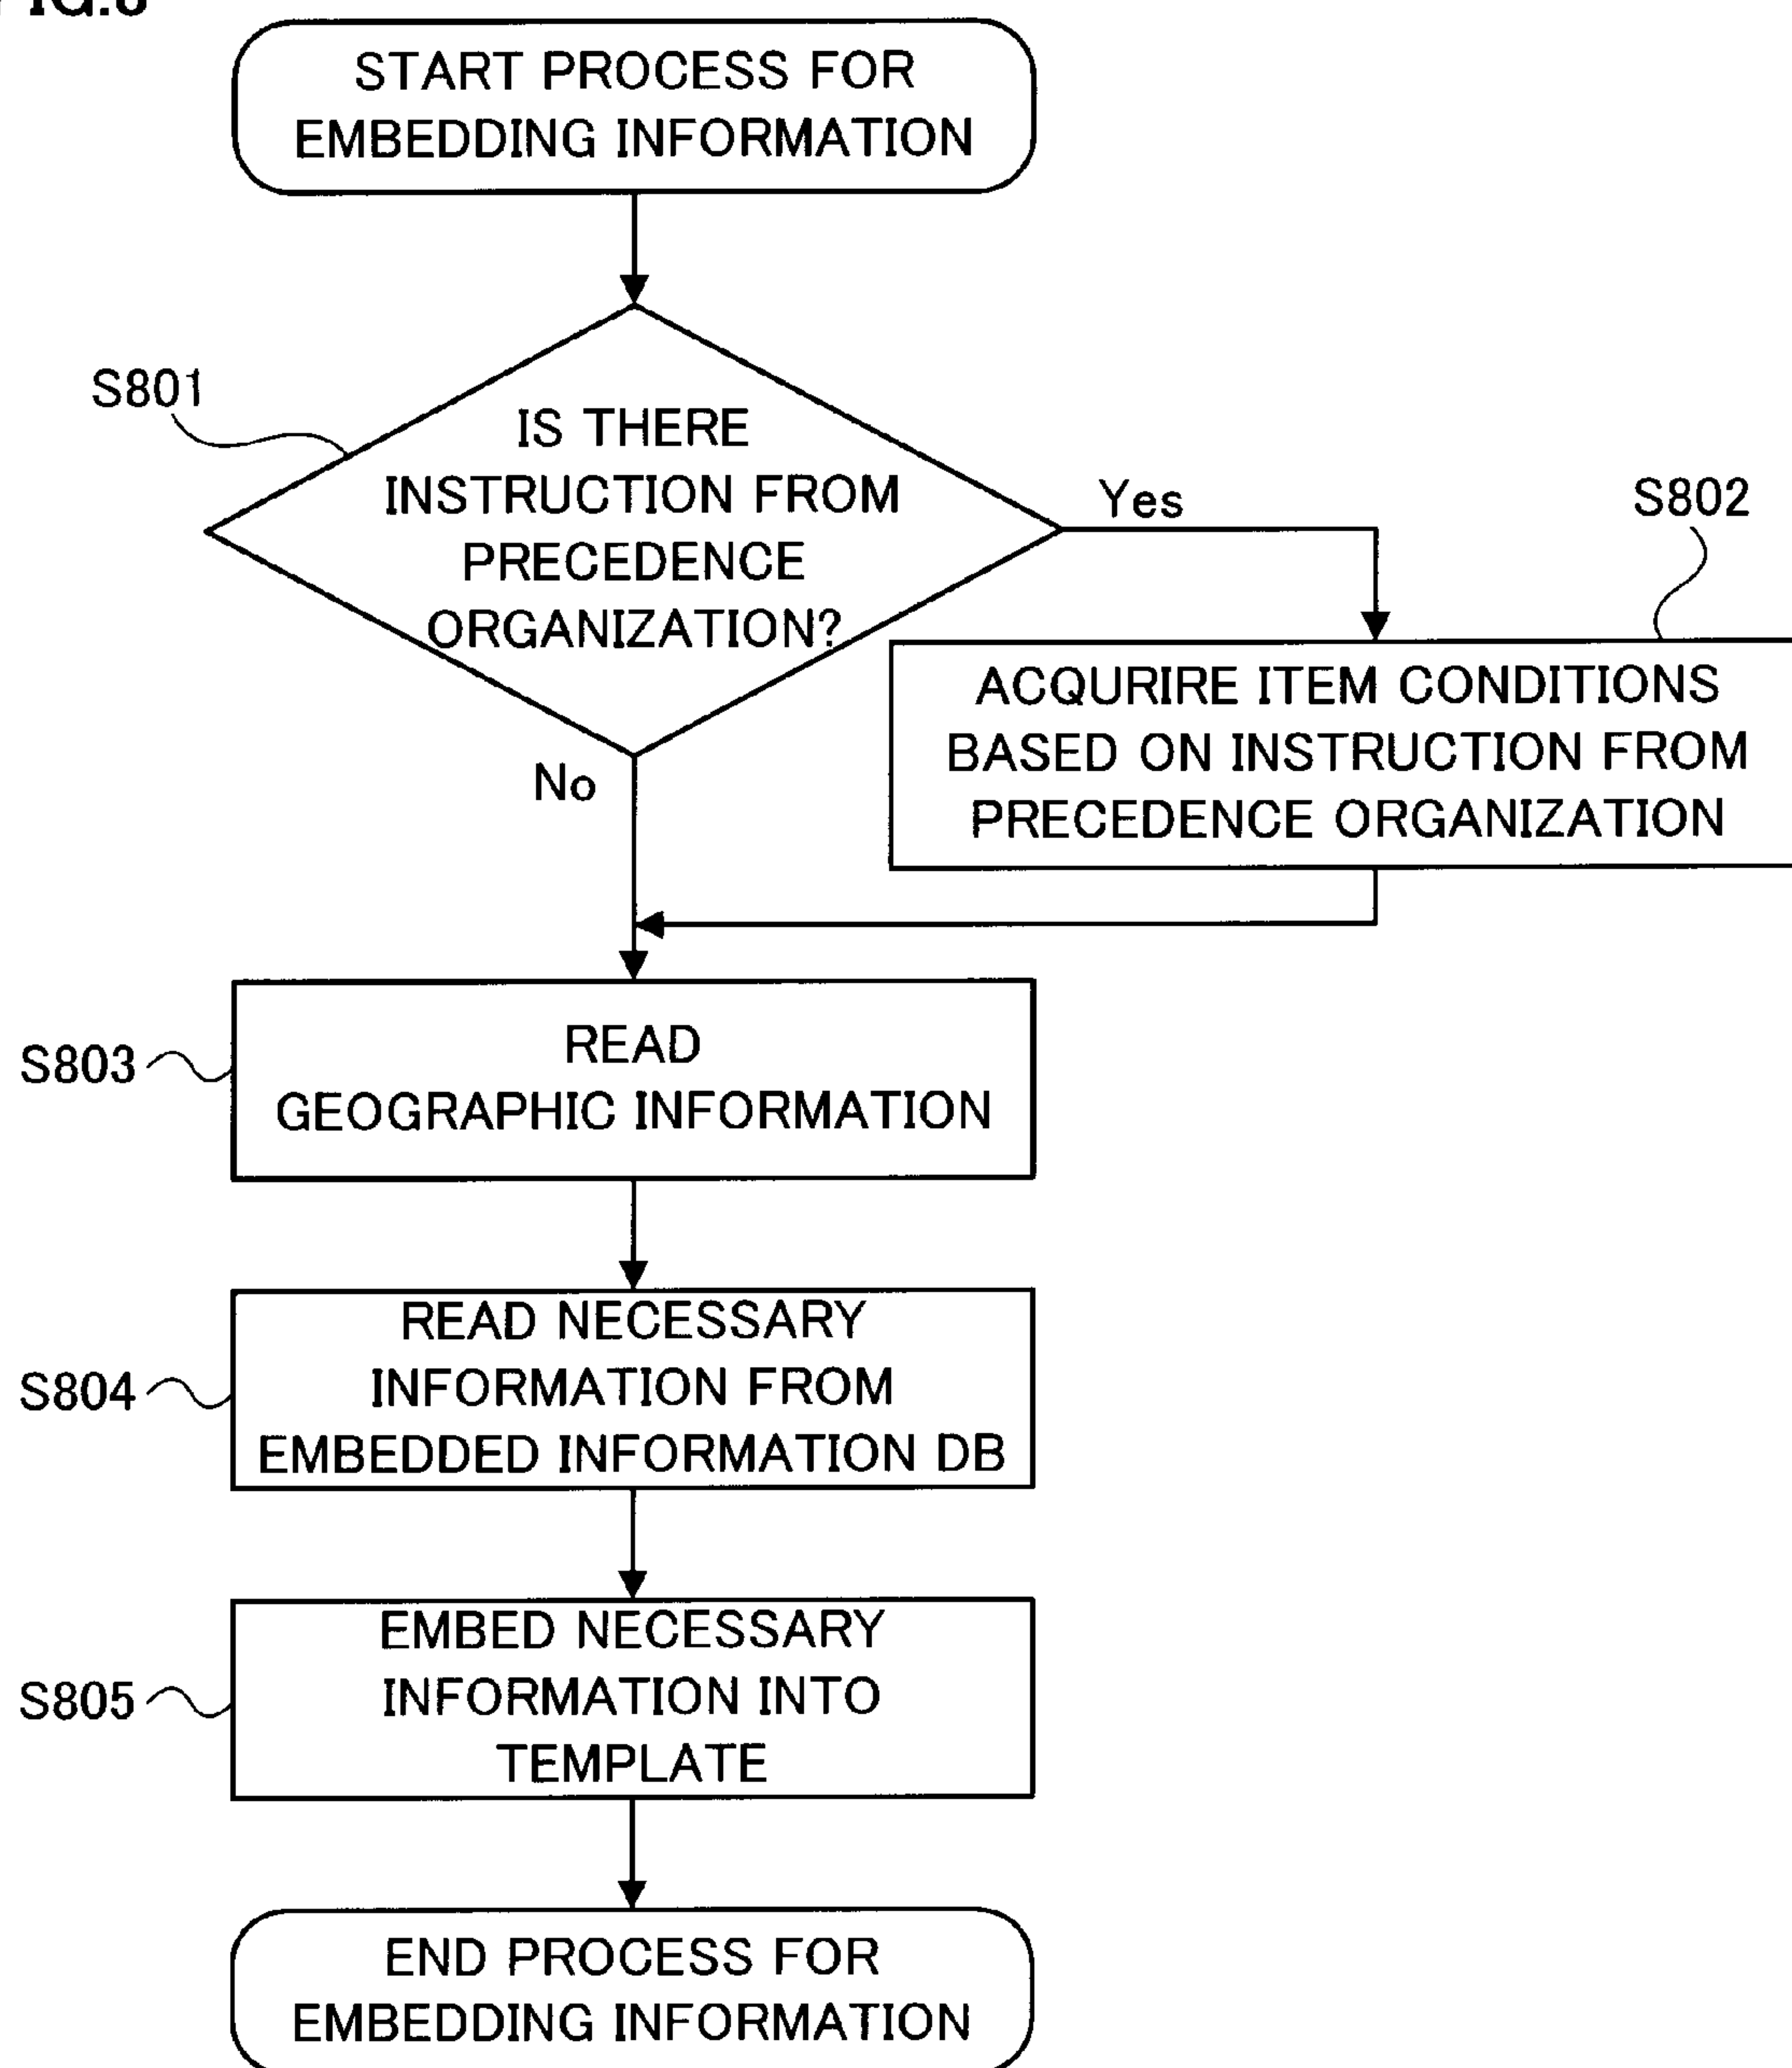 FIG.8
START PROCESS FOR
EMBEDDING INFORMATION
S801
IS THERE
INSTRUCTION FROM
PRECEDENCE
ORGANIZATION?
Yes
S802
ACQURIRE ITEM CONDITIONS
BASED ON INSTRUCTION FROM
PRECEDENCE ORGANIZATION
No
S803
READ
GEOGRAPHIC INFORMATION
S804
READ NECESSARY
INFORMATION FROM
EMBEDDED INFORMATION DB
S805
EMBED NECESSARY
INFORMATION INTO
TEMPLATE
END PROCESS FOR
EMBEDDING INFORMATION